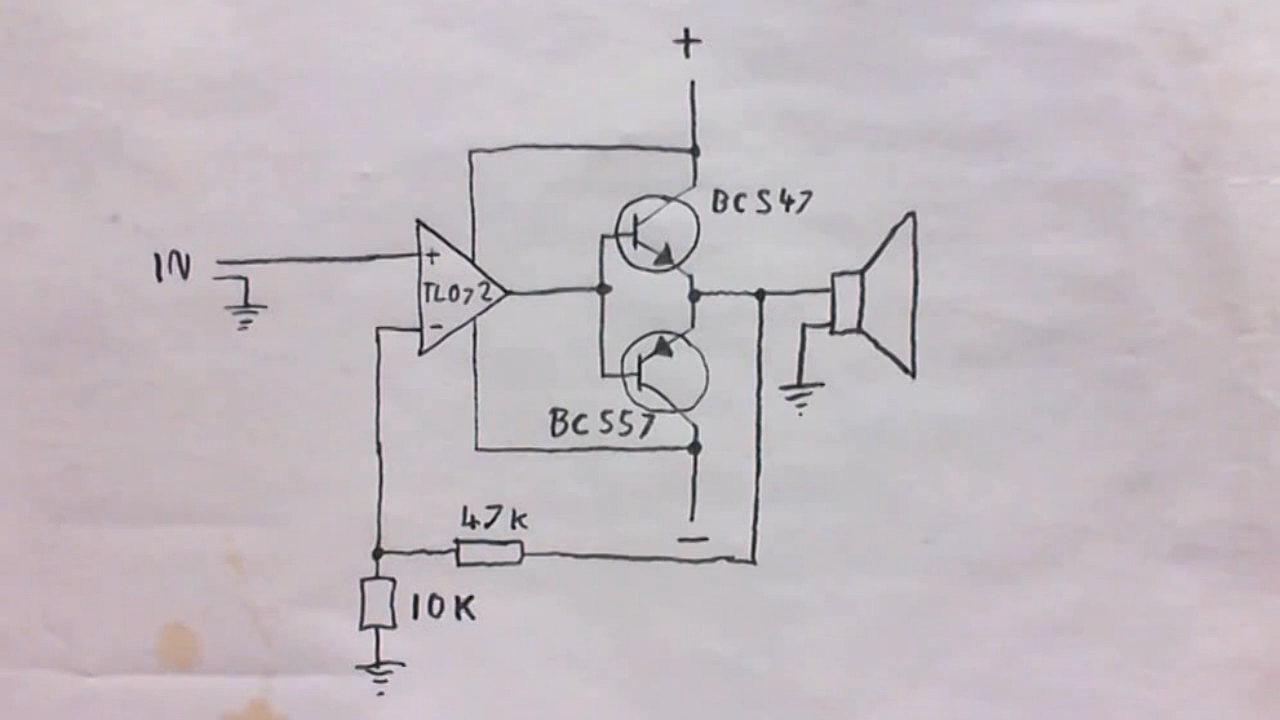 +
BC547
IN
+
TL072
-
BC557
47K
-
10K